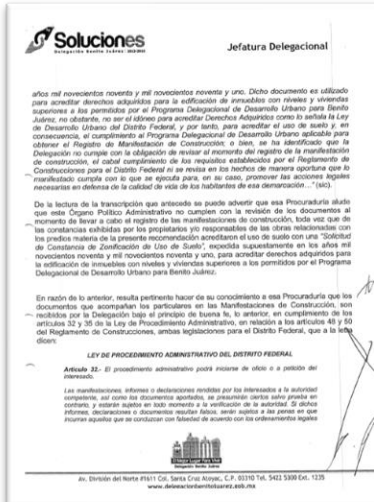 Soluciones
Delegación Benito Juárez
Jefatura Delegacional
años mil novecientos noventa y uno y mil novecientos noventa y uno. Dicho documento es utilizado
para acreditar derechos adquiridos para la edificación de inmuebles con niveles y viviendas
superiores a los permitidos por el Programa Delegacional de Desarrollo Urbano para Benito
Juárez, no obstante, no ser el idóneo para acreditar Derechos Adquiridos como lo señala la Ley
de Desarrollo Urbano del Distrito Federal, y por tanto, para acreditar el uso de suelo y, en
consecuencia, el cumplimiento al Programa Delegacional de Desarrollo Urbano aplicable para
obtener el Registro de Manifestación de Construcción; o bien, se ha identificado que la
Delegación no cumple con la obligación de revisar el momento del registro de la manifestación
de construcción, el cabal cumplimiento de los requisitos establecidos por el Reglamento de
Construcciones para el Distrito Federal ni se revisa en los hechos de manera oportuna que lo
manifestado cumpla con lo que se ejecuta para, en su caso, promover las acciones legales
necesarias en defensa de la calidad de vida de los habitantes de esa demarcación…" (sic).
De la lectura de la transcripción que antecede se puede advertir que esa Procuraduría alude
que este Órgano Político Administrativo no cumplen con la revisión de los documentos al
momento de llevar a cabo el registro de las manifestaciones de construcción, toda vez que de
las constancias exhibidas por los propietarios y/o responsables de las obras relacionadas con
los predios materia de la presente recomendación acreditaron el uso de suelo con una "Solicitud
de Constancia de Zonificación de Uso de Suelo", expedida supuestamente en los años mil
novecientos noventa y mil novecientos noventa y uno, para acreditar derechos adquiridos para
la edificación de inmuebles con niveles y viviendas superiores a los permitidos por el Programa
Delegacional de Desarrollo Urbano para Benito Juárez.
En razón de lo anterior, resulta pertinente hacer de su conocimiento a esa Procuraduría que los
documentos que acompañan los particulares en las Manifestaciones de Construcción, son
recibidos por la Delegación bajo el principio de buena fe, lo anterior, en cumplimiento de los
artículos 32 y 35 de la Ley de Procedimiento Administrativo, en relación a los artículos 48 y 50
del Reglamento de Construcciones, ambas legislaciones para el Distrito Federal, que a la letra
dicen:
LEY DE PROCEDIMIENTO ADMINISTRATIVO DEL DISTRITO FEDERAL
Artículo 32.- El procedimiento administrativo podrá iniciarse de oficio o a petición del
interesado.
Las manifestaciones, informes o declaraciones rendidas por los interesados a la autoridad
competente, así como los documentos aportados, se presumirán ciertos salvo prueba en
contrario, y estarán sujetos en todo momento a la verificación de la autoridad. Si dichos
informes, declaraciones o documentos resultan falsos, serán sujetos a las penas en que
incurran aquellos que se conduzcan con falsedad de acuerdo con los ordenamientos legales
Delegación Benito Juárez
Av. División del Norte #1611 Col. Santa Cruz Atoyac, C.P. 03310 Tel. 5422 5300 Ext. 1235
www.delegacionbenitojuarez.gob.mx